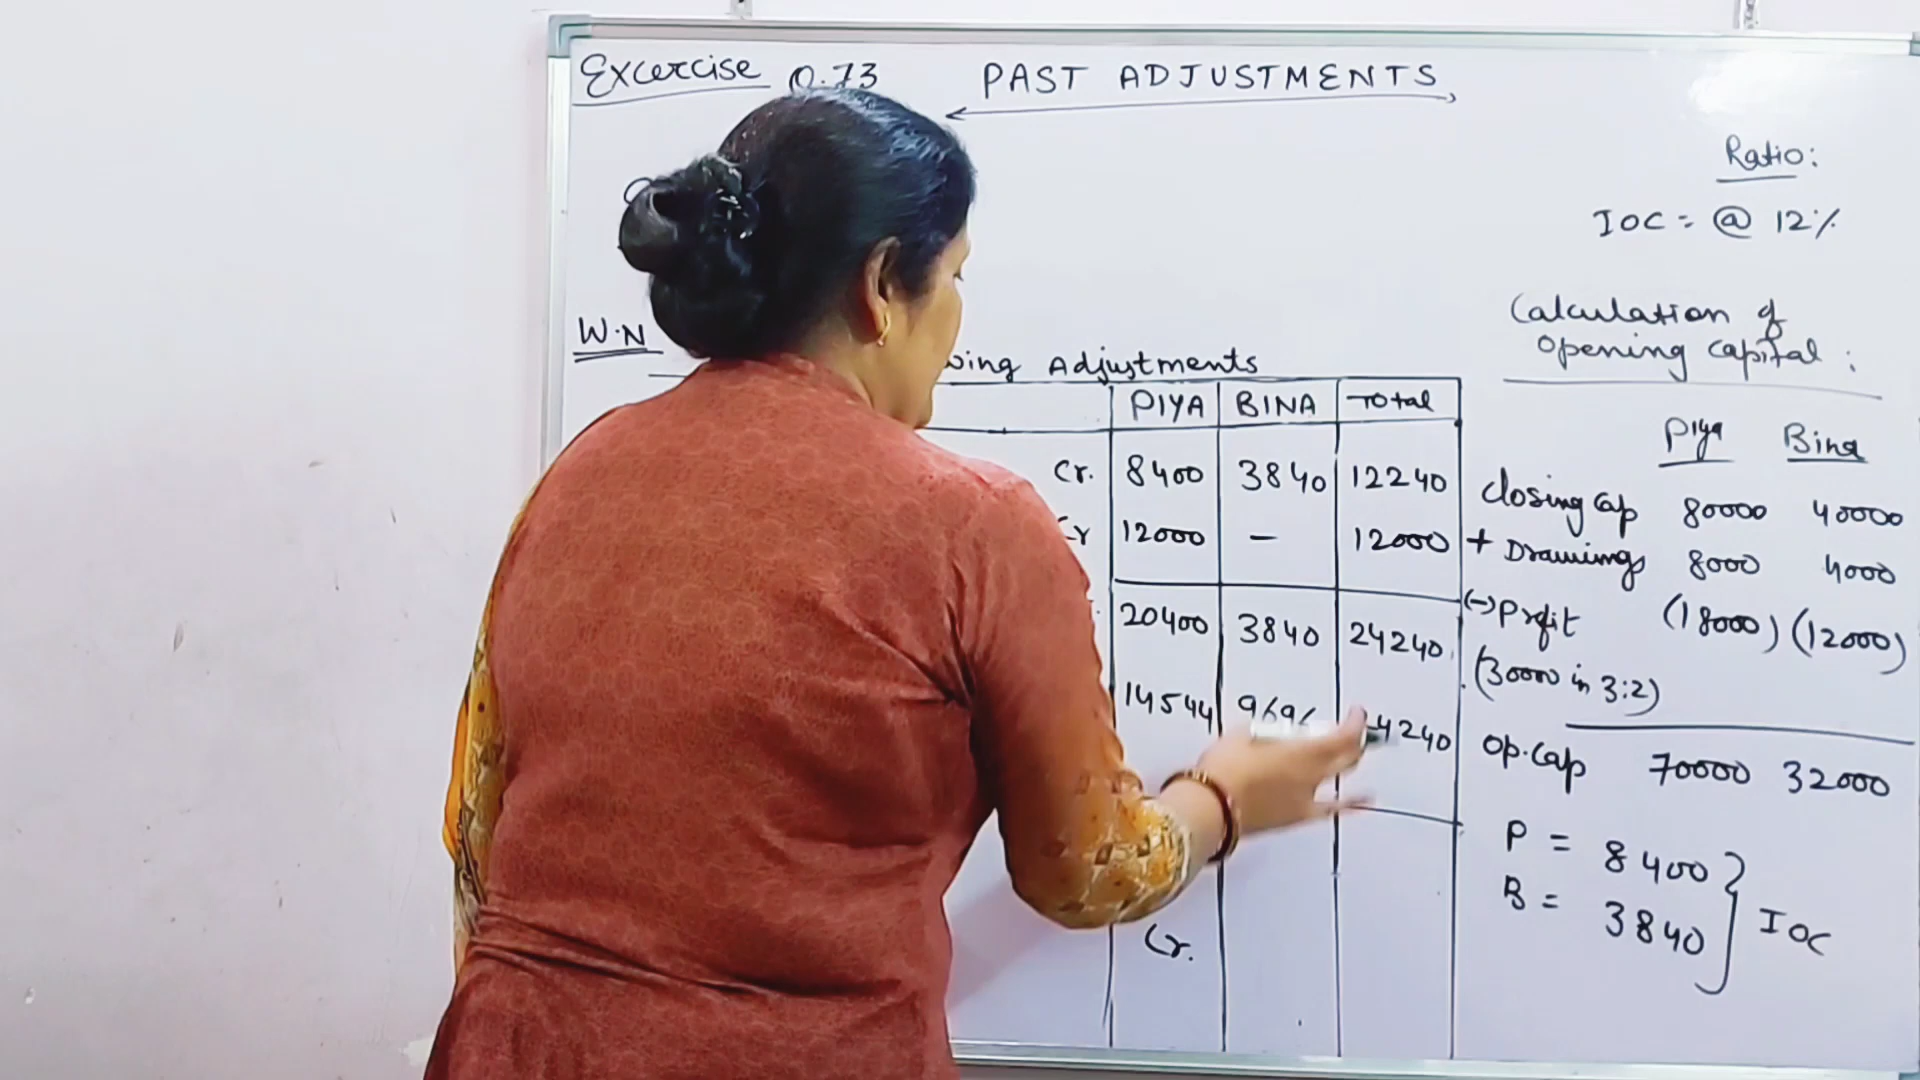 Excercise Q.73 PAST ADJUSTMENTS
Ratio:
IOC = @ 12%
W.N
Adjustments
PIYA BINA Total
Cr. 8400 3840 12240
12000 – 12000
20400 3840 24240
14544
Cr.
Calculation of
opening capital:
Piya Bina
Closing Cap 80000 40000
+ Drawings 8000 4000
(-) Profit (18000) (12000)
(30000 in 3:2)
Op. Cap 70000 32000
P = 8400
B = 3840 } IOC